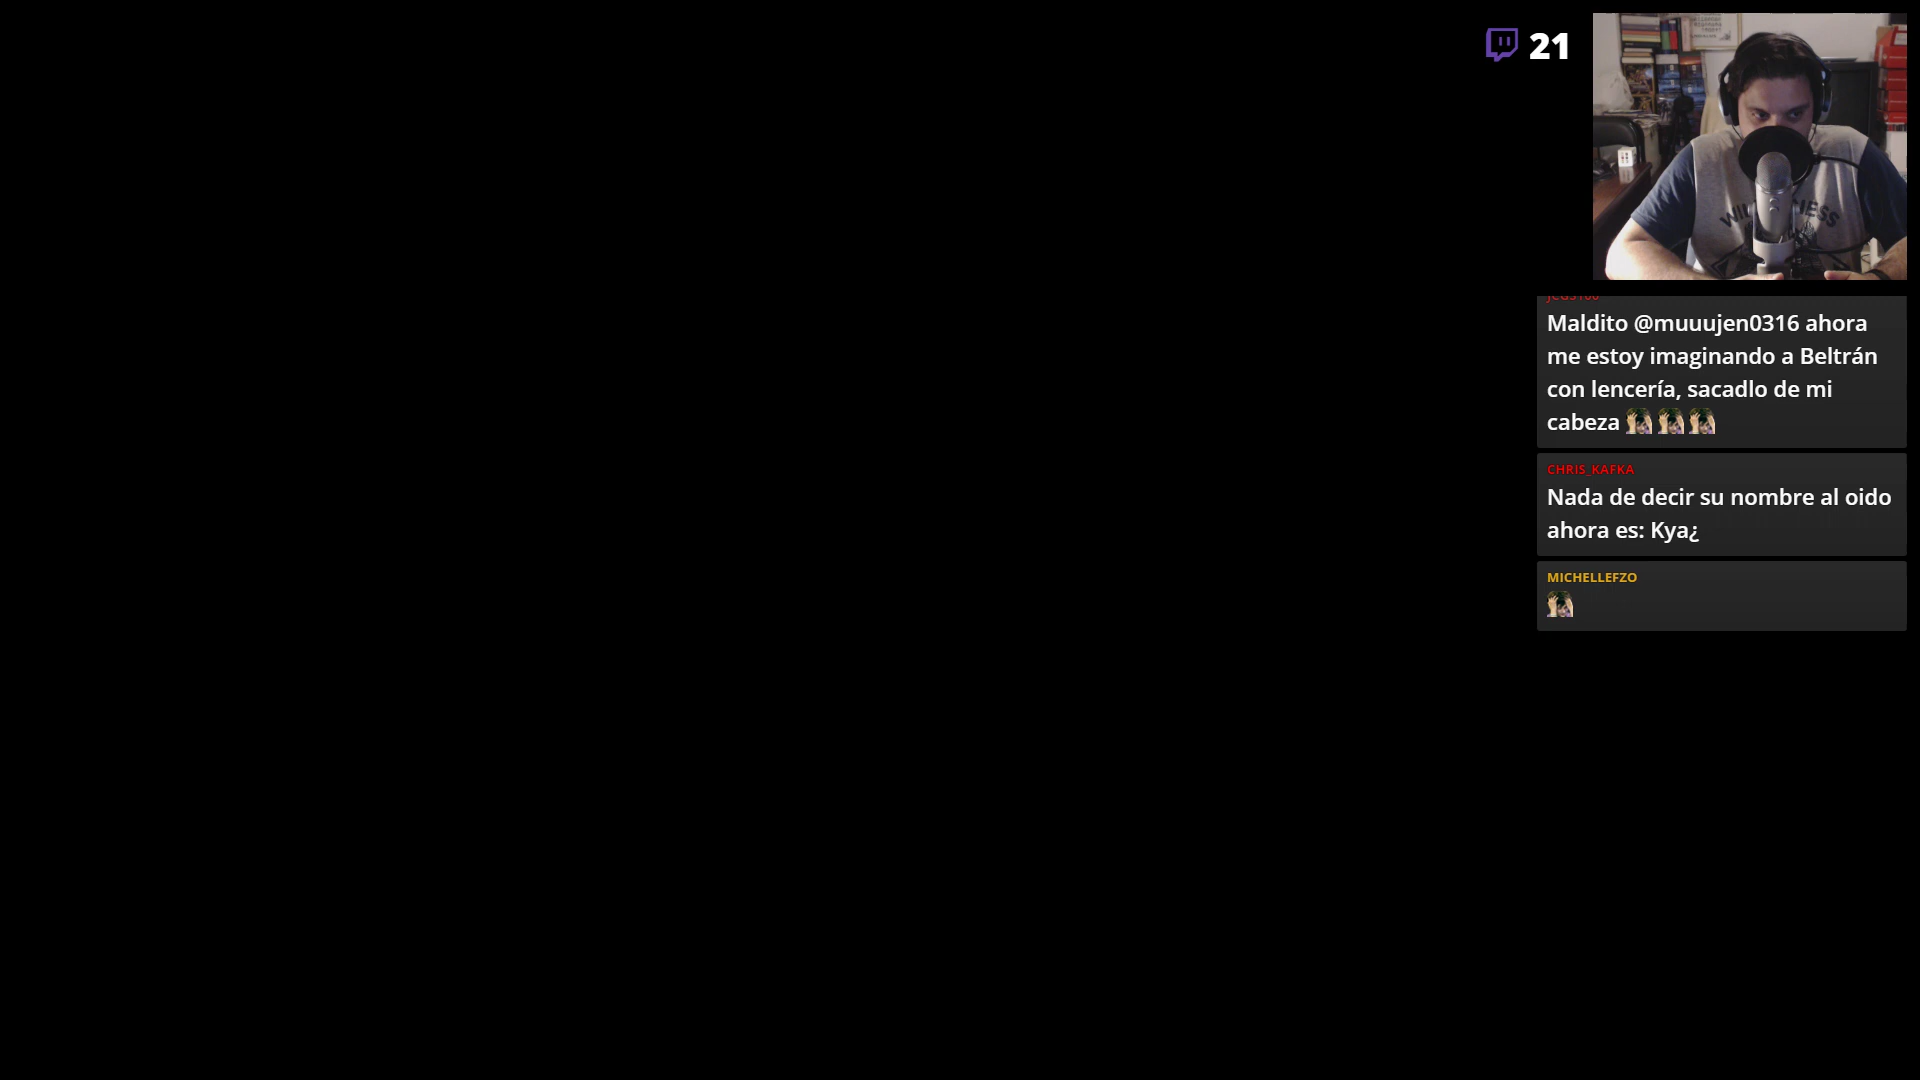 21
WILDERNESS
Maldito @muuujen0316 ahora
me estoy imaginando a Beltrán
con lencería, sacadlo de mi
cabeza
CHRIS_KAFKA
Nada de decir su nombre al oido
ahora es: Kya¿
MICHELLEFZO